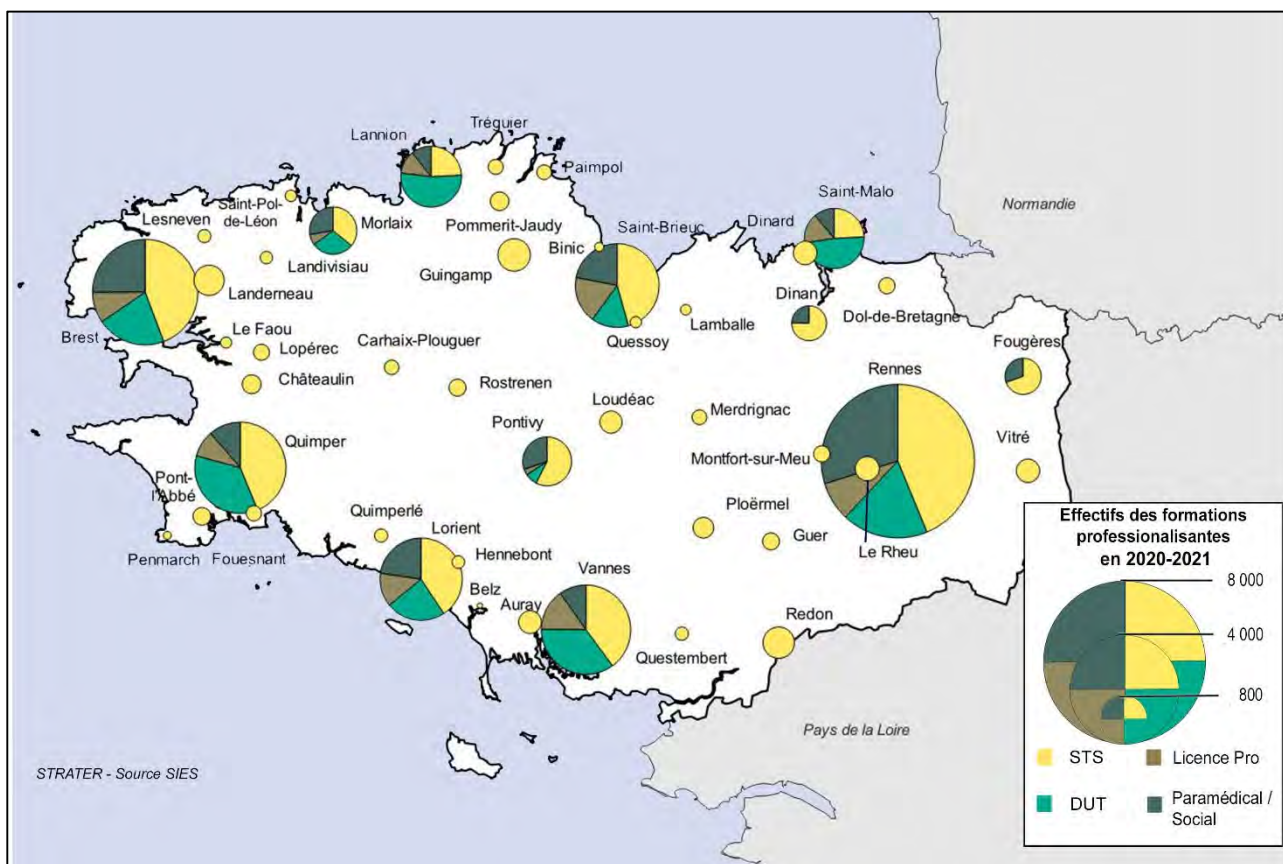 Lannion
Tréguier
Paimpol
Saint-Malo
Normandie
Lesneven
Saint-Pol-
de-Léon
Morlaix
Pommerit-Jaudy
Saint-Brieuc
Dinard
Binic
Landivisiau
Guingamp
Landerneau
Dinan
Dol-de-Bretagne
Brest
Le Faou
Lamballe
Quessoy
Lopérec
Carhaix-Plouguer
Fougères
Châteaulin
Rostrenen
Rennes
Loudéac
Merdrignac
Quimper
Pontivy
Montfort-sur-Meu
Vitré
Pont-
l'Abbé
Ploërmel
Quimperlé
Lorient
Guer
Le Rheu
Penmarch
Fouesnant
Hennebont
Vannes
Belz
Auray
Redon
Questembert
Pays de la Loire
STRATER - Source SIES
Effectifs des formations
professionalisantes
en 2020-2021
8 000
4 000
800
STS
Licence Pro
DUT
Paramédical /
Social